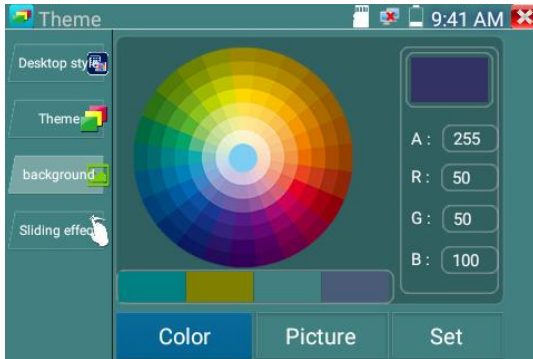 Theme
9:41 AM
Desktop style
Theme
background
Sliding effect
A : 255
R : 50
G : 50
B : 100
Color
Picture
Set